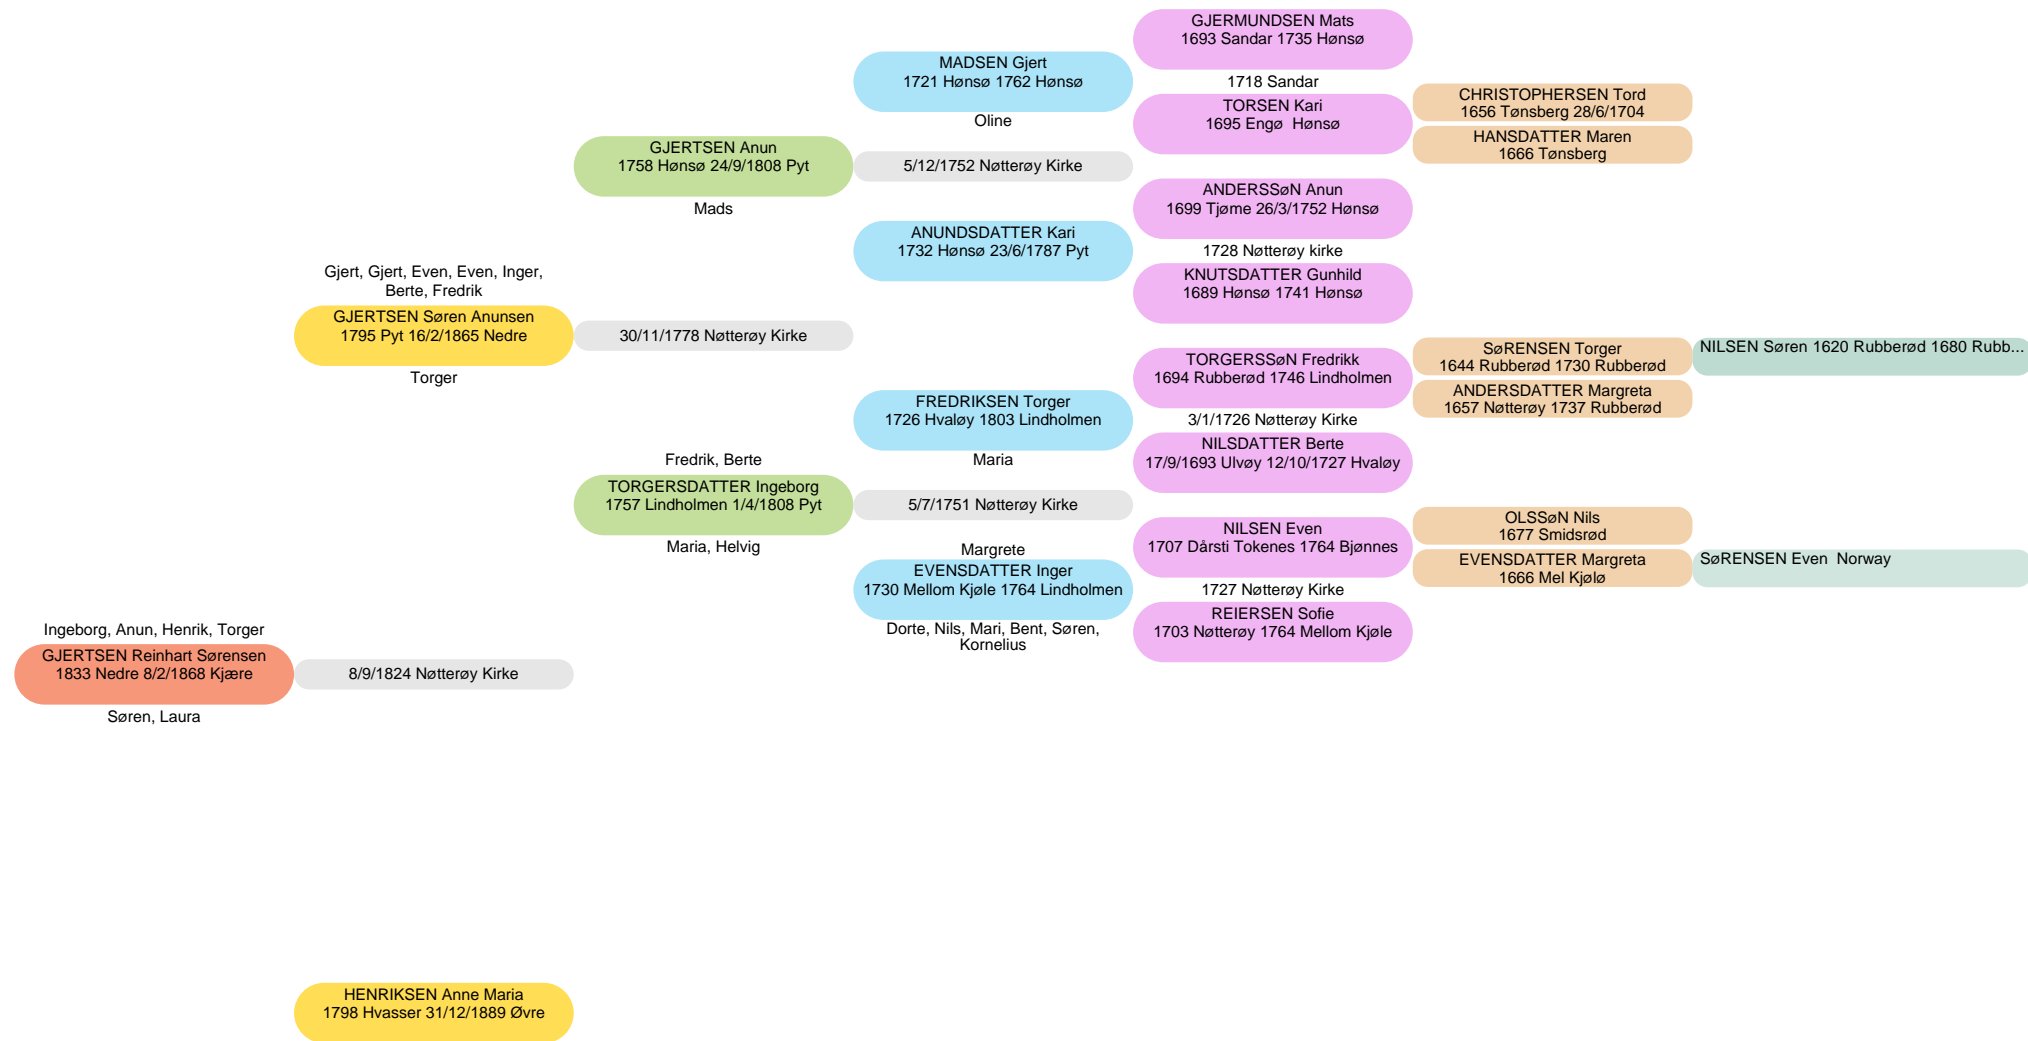 GJERMUNDSEN Mats
1693 Sandar 1735 Hønsø
MADSEN Gjert
1721 Hønsø 1762 Hønsø
1718 Sandar
CHRISTOPHERSEN Tord
1656 Tønsberg 28/6/1704
TORSEN Kari
1695 Engø  Hønsø
Oline
HANSDATTER Maren
1666 Tønsberg
GJERTSEN Anun
1758 Hønsø 24/9/1808 Pyt
5/12/1752 Nøtterøy Kirke
ANDERSSøN Anun
1699 Tjøme 26/3/1752 Hønsø
Mads
ANUNDSDATTER Kari
1732 Hønsø 23/6/1787 Pyt
1728 Nøtterøy kirke
Gjert, Gjert, Even, Even, Inger,
Berte, Fredrik
KNUTSDATTER Gunhild
1689 Hønsø 1741 Hønsø
GJERTSEN Søren Anunsen
1795 Pyt 16/2/1865 Nedre
30/11/1778 Nøtterøy Kirke
SøRENSEN Torger
1644 Rubberød 1730 Rubberød
NILSEN Søren 1620 Rubberød 1680 Rubb...
TORGERSSøN Fredrikk
1694 Rubberød 1746 Lindholmen
Torger
ANDERSDATTER Margreta
1657 Nøtterøy 1737 Rubberød
FREDRIKSEN Torger
1726 Hvaløy 1803 Lindholmen
3/1/1726 Nøtterøy Kirke
NILSDATTER Berte
17/9/1693 Ulvøy 12/10/1727 Hvaløy
Fredrik, Berte
Maria
TORGERSDATTER Ingeborg
1757 Lindholmen 1/4/1808 Pyt
5/7/1751 Nøtterøy Kirke
OLSSøN Nils
1677 Smidsrød
NILSEN Even
1707 Dårsti Tokenes 1764 Bjønnes
Maria, Helvig
Margrete
EVENSDATTER Margreta
1666 Mel Kjølø
SøRENSEN Even  Norway
EVENSDATTER Inger
1730 Mellom Kjøle 1764 Lindholmen
1727 Nøtterøy Kirke
REIERSEN Sofie
1703 Nøtterøy 1764 Mellom Kjøle
Dorte, Nils, Mari, Bent, Søren,
Kornelius
Ingeborg, Anun, Henrik, Torger
GJERTSEN Reinhart Sørensen
1833 Nedre 8/2/1868 Kjære
8/9/1824 Nøtterøy Kirke
Søren, Laura
HENRIKSEN Anne Maria
1798 Hvasser 31/12/1889 Øvre